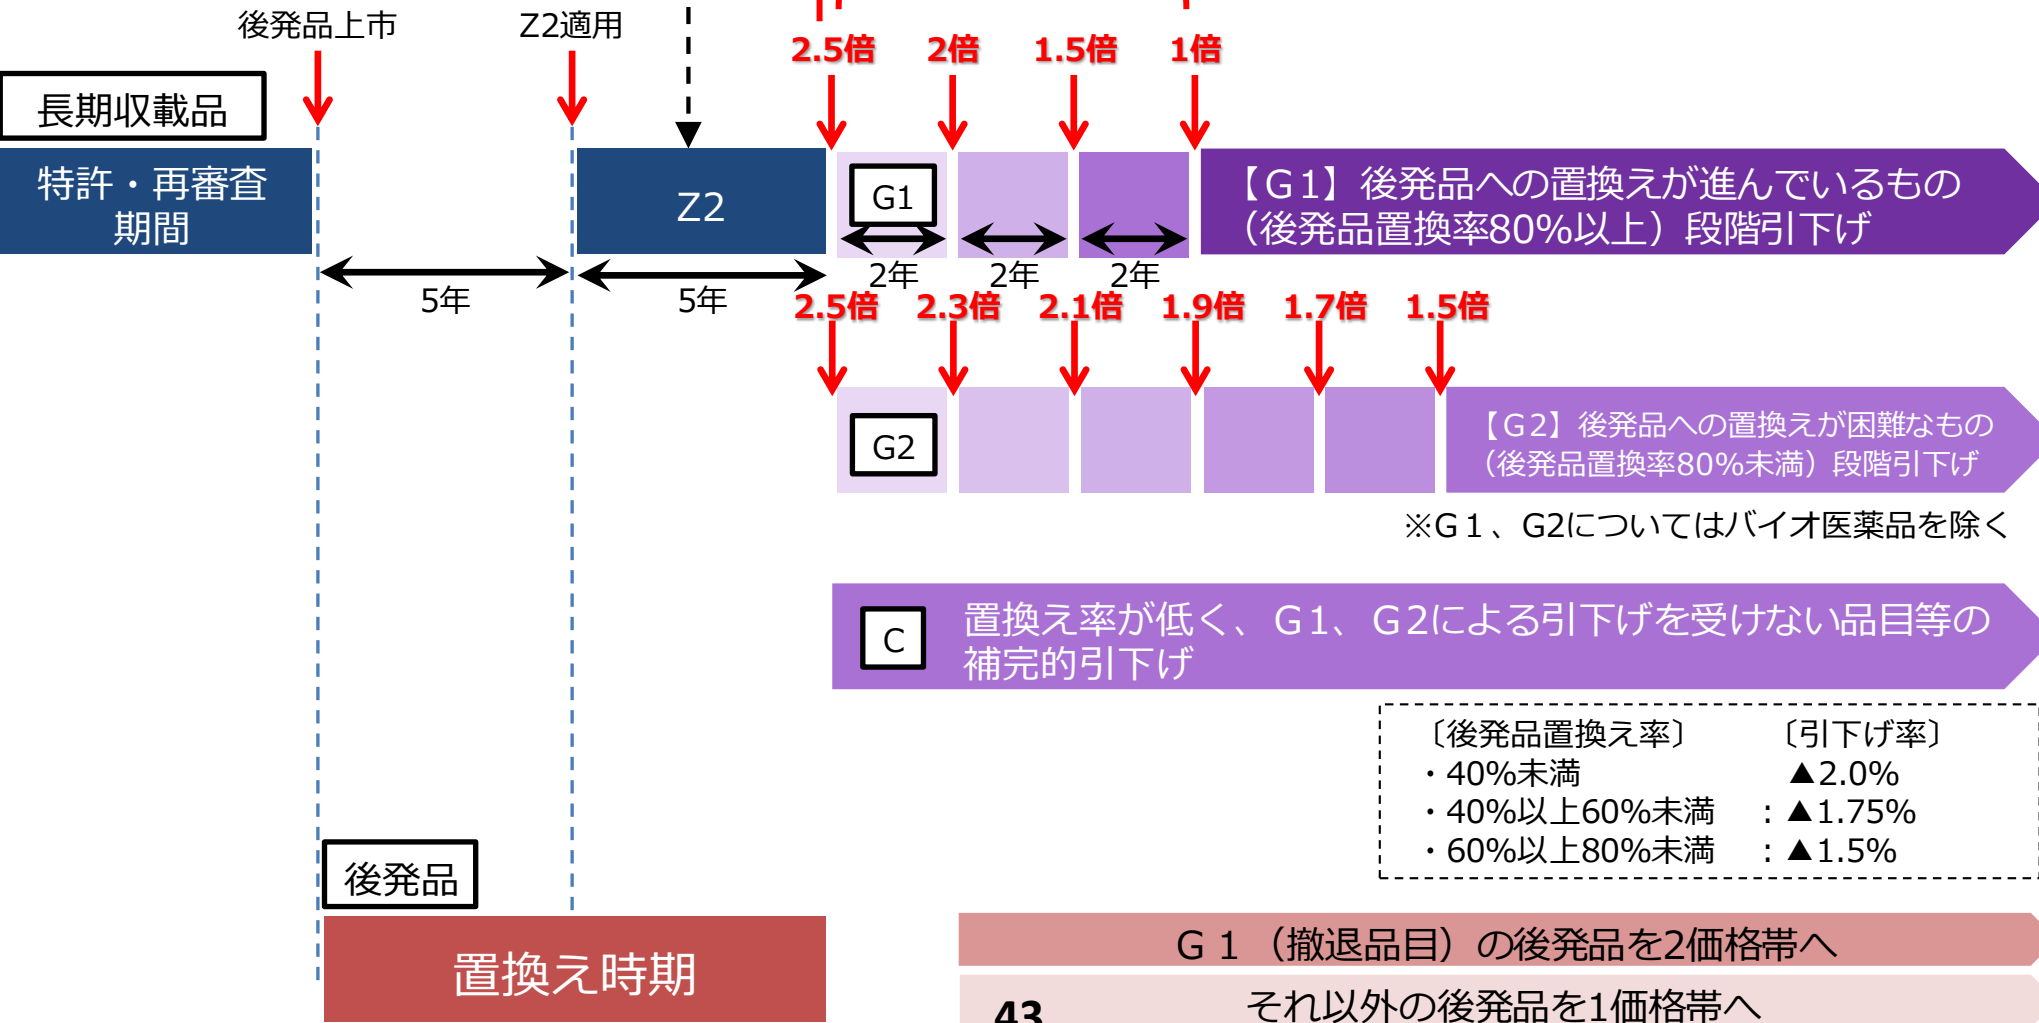 後発品上市
Z2適用
2.5倍
2倍
1.5倍
1倍
長期収載品
特許・再審査
期間
Z2
G1
【G1】後発品への置換えが進んでいるもの
（後発品置換率80%以上）段階引下げ
5年
5年
2年
2年
2年
2.5倍
2.3倍
2.1倍
1.9倍
1.7倍
1.5倍
G2
【G2】後発品への置換えが困難なもの
（後発品置換率80%未満）段階引下げ
※G１、G2についてはバイオ医薬品を除く
C
置換え率が低く、G1、G2による引下げを受けない品目等の
補完的引下げ
〔後発品置換え率〕　〔引下げ率〕
・40%未満　▲2.0%
・40%以上60%未満　：▲1.75%
・60%以上80%未満　：▲1.5%
後発品
置換え時期
G１（撤退品目）の後発品を2価格帯へ
それ以外の後発品を1価格帯へ
43